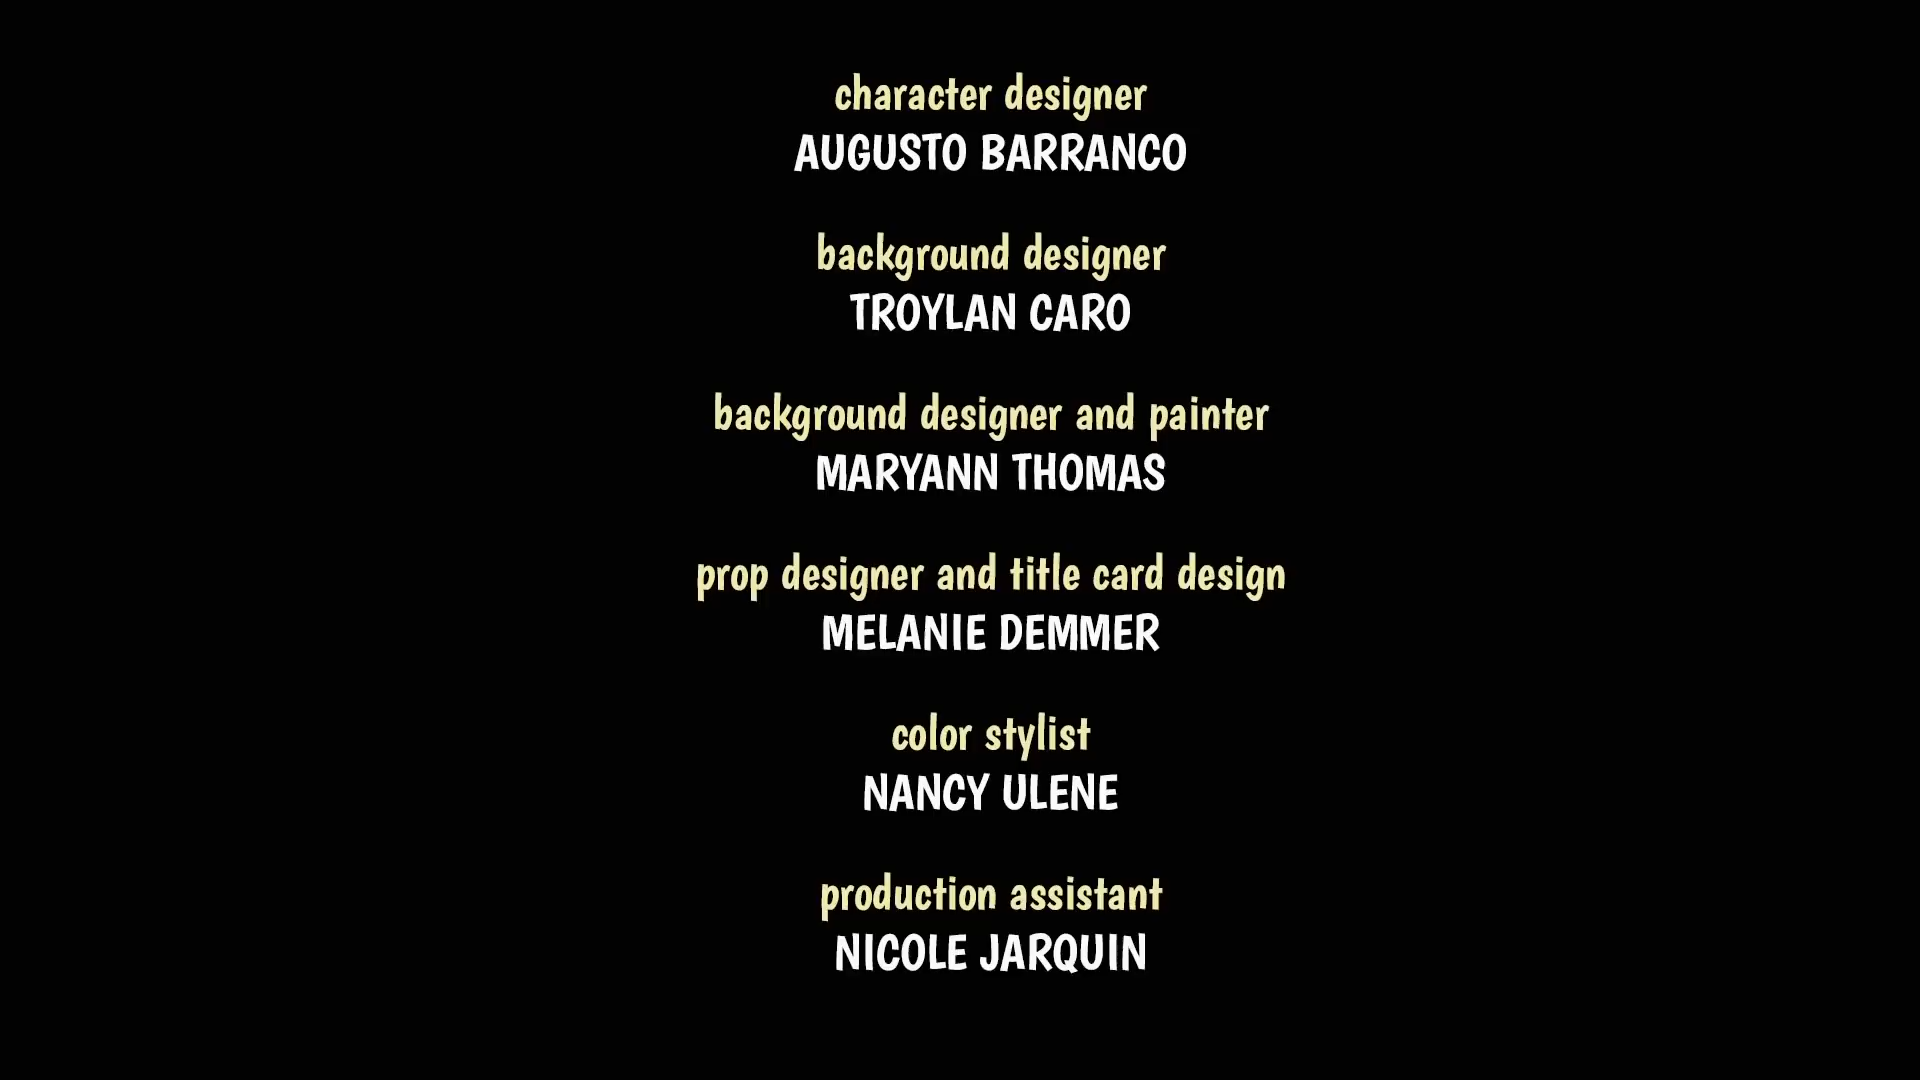 character designer
AUGUSTO BARRANCO
background designer
TROYLAN CARO
background designer and painter
MARYANN THOMAS
prop designer and title card design
MELANIE DEMMER
color stylist
NANCY ULENE
production assistant
NICOLE JARQUIN